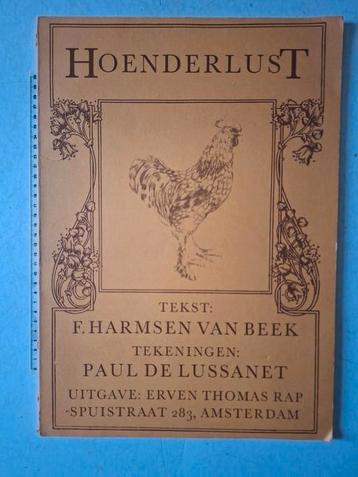 HOENDERLUST
TEKST:
F. HARMSEN VAN BEEK
TEKENINGEN:
PAUL DE LUSSANET
UITGAVE: ERVEN THOMAS RAP
-SPUISTRAAT 283, AMSTERDAM